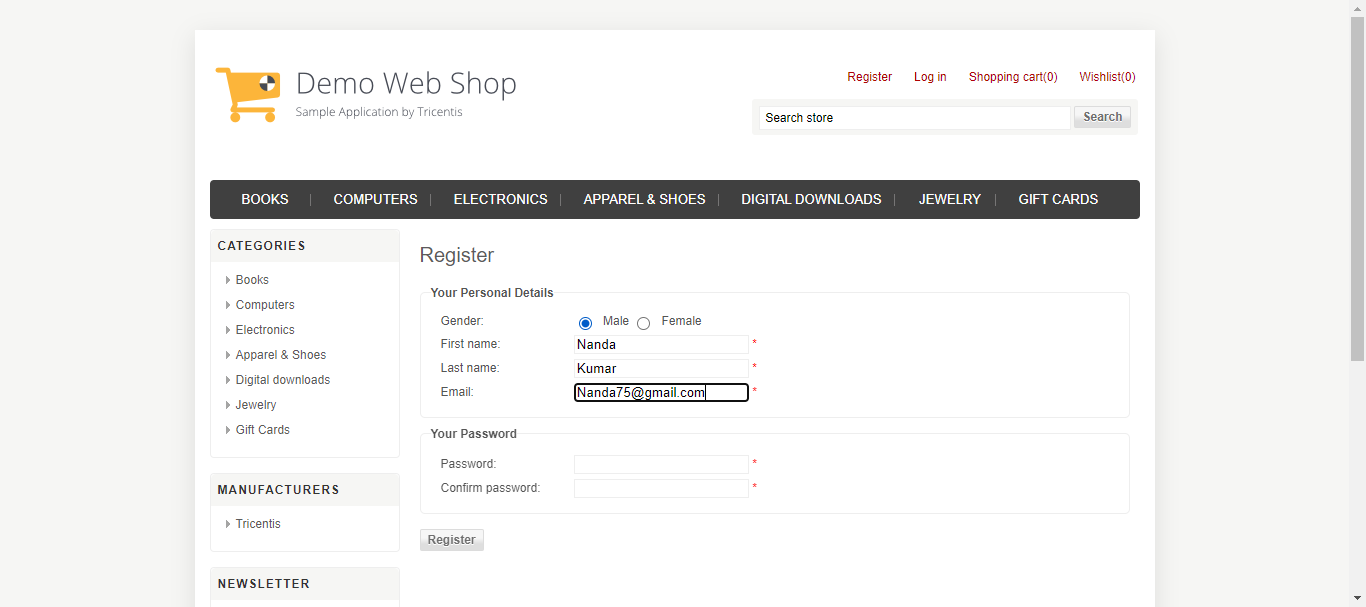 Demo Web Shop
Sample Application by Tricentis
Register Log in Shopping cart(0) Wishlist(0)
Search store Search
BOOKS COMPUTERS ELECTRONICS APPAREL & SHOES DIGITAL DOWNLOADS JEWELRY GIFT CARDS
CATEGORIES
Books
Computers
Electronics
Apparel & Shoes
Digital downloads
Jewelry
Gift Cards
MANUFACTURERS
Tricentis
NEWSLETTER
Register
Your Personal Details
Gender: Male Female
First name: Nanda *
Last name: Kumar *
Email: Nanda75@gmail.com *
Your Password
Password: *
Confirm password: *
Register